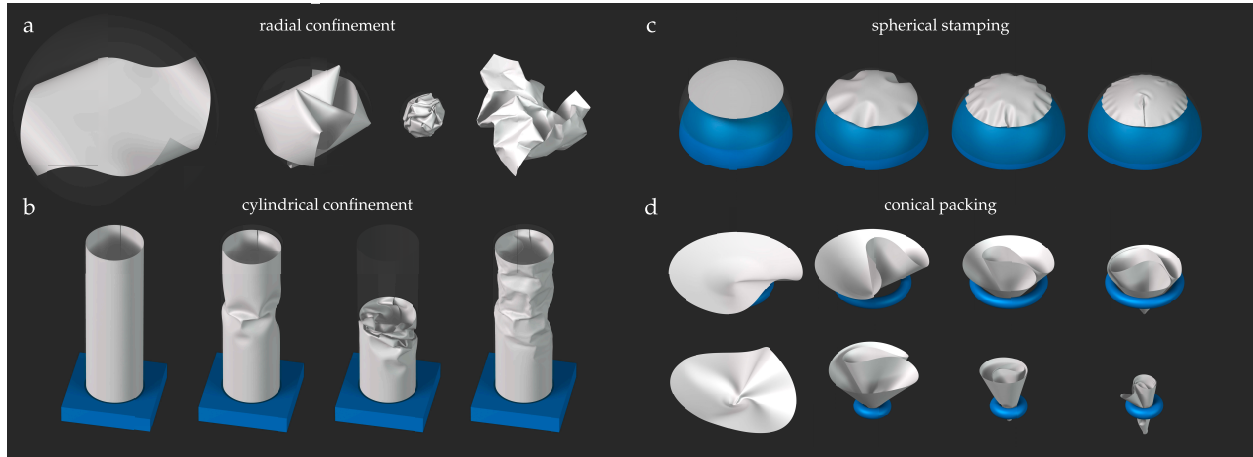 a radial confinement
c spherical stamping
b cylindrical confinement
d conical packing